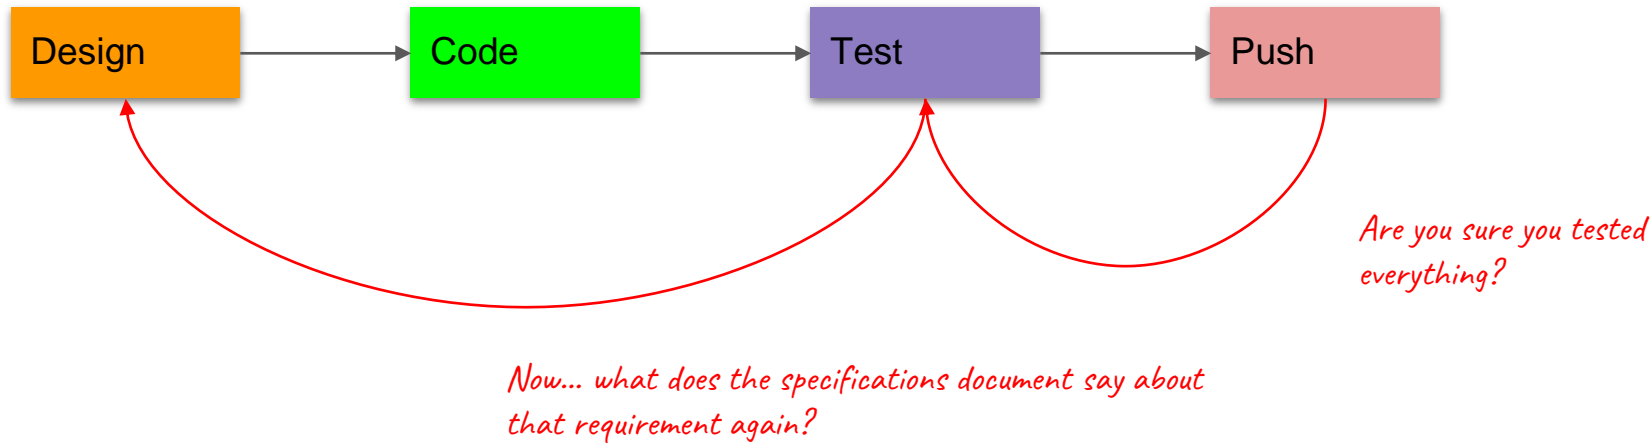 Design
Code
Test
Push
Are you sure you tested
everything?
Now... what does the specifications document say about
that requirement again?